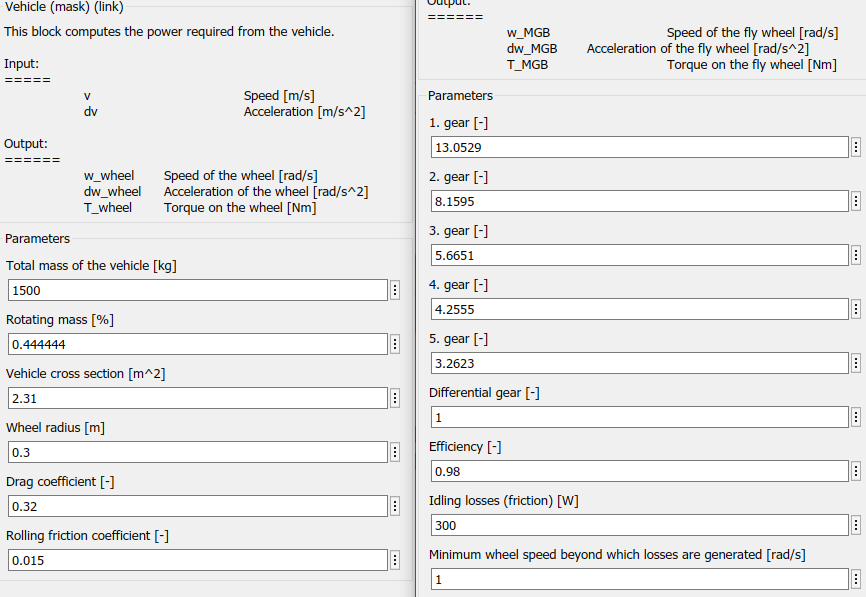 Vehicle (mask) (link)
This block computes the power required from the vehicle.
Input:
=====
v Speed [m/s]
dv Acceleration [m/s^2]
Output:
======
w_wheel Speed of the wheel [rad/s]
dw_wheel Acceleration of the wheel [rad/s^2]
T_wheel Torque on the wheel [Nm]
Parameters
Total mass of the vehicle [kg]
1500
Rotating mass [%]
0.444444
Vehicle cross section [m^2]
2.31
Wheel radius [m]
0.3
Drag coefficient [-]
0.32
Rolling friction coefficient [-]
0.015
Output:
======
w_MGB Speed of the fly wheel [rad/s]
dw_MGB Acceleration of the fly wheel [rad/s^2]
T_MGB Torque on the fly wheel [Nm]
Parameters
1. gear [-]
13.0529
2. gear [-]
8.1595
3. gear [-]
5.6651
4. gear [-]
4.2555
5. gear [-]
3.2623
Differential gear [-]
1
Efficiency [-]
0.98
Idling losses (friction) [W]
300
Minimum wheel speed beyond which losses are generated [rad/s]
1